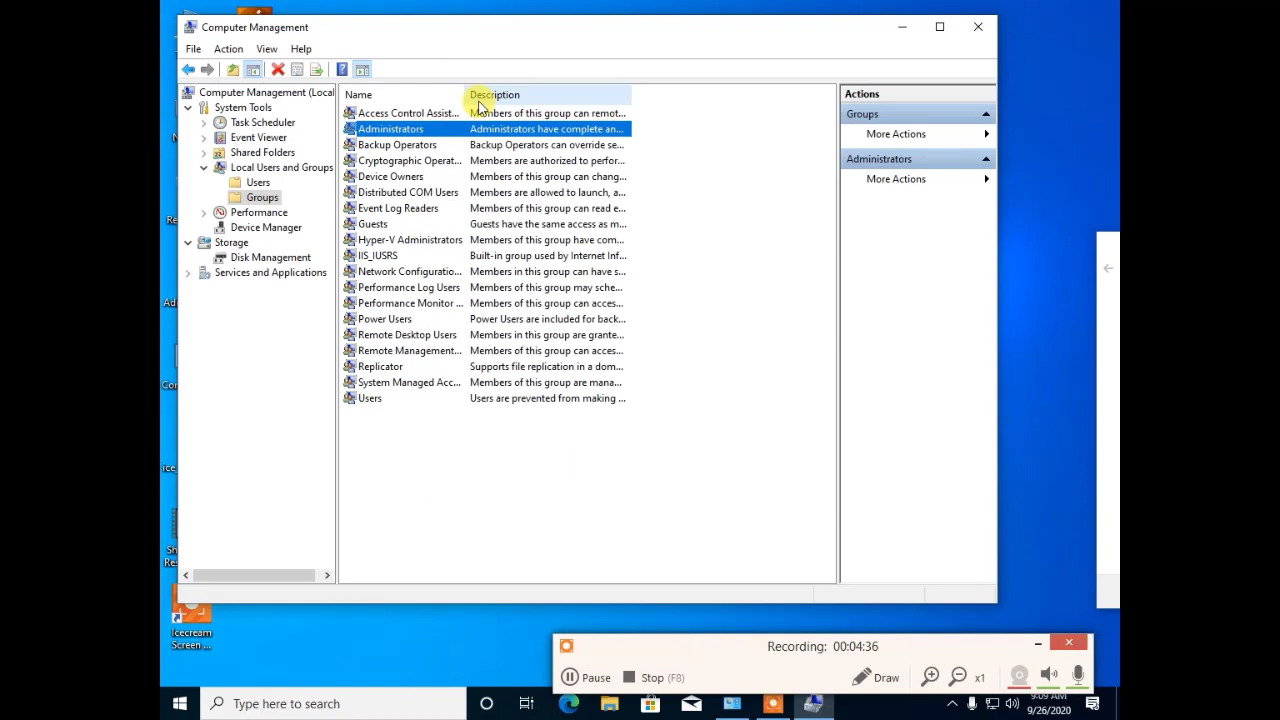 Computer Management
File Action View Help
Computer Management (Local
System Tools
Task Scheduler
Event Viewer
Shared Folders
Local Users and Groups
Users
Groups
Performance
Device Manager
Storage
Disk Management
Services and Applications
Name Description
Access Control Assist... Members of this group can remot...
Administrators Administrators have complete an...
Backup Operators Backup Operators can override se...
Cryptographic Operat... Members are authorized to perfor...
Device Owners Members of this group can chang...
Distributed COM Users Members are allowed to launch, a...
Event Log Readers Members of this group can read e...
Guests Guests have the same access as m...
Hyper-V Administrators Members of this group have com...
IIS_IUSRS Built-in group used by Internet Inf...
Network Configuratio... Members in this group can have s...
Performance Log Users Members of this group may sche...
Performance Monitor ... Members of this group can acces...
Power Users Power Users are included for back...
Remote Desktop Users Members in this group are grante...
Remote Management... Members of this group can acces...
Replicator Supports file replication in a dom...
System Managed Acc... Members of this group are mana...
Users Users are prevented from making ...
Actions
Groups
More Actions
Administrators
More Actions
Icecream
Screen ...
Recording: 00:04:36
Pause Stop (F8) Draw x1
Type here to search
9:09 AM
9/26/2020